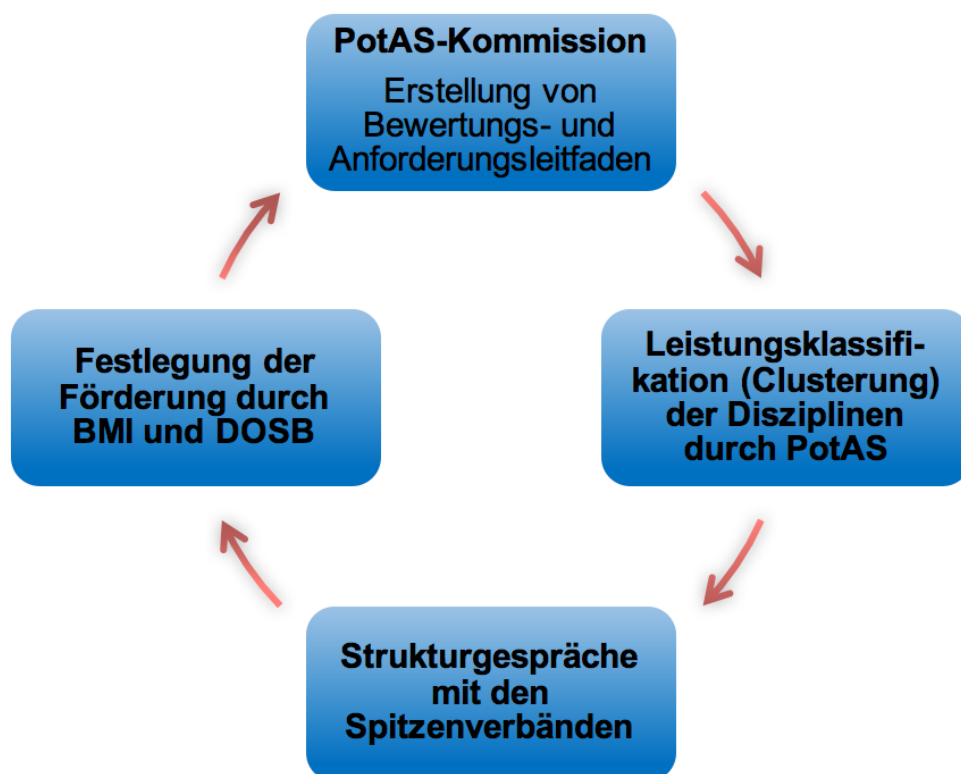 PotAS-Kommission
Erstellung von
Bewertungs- und
Anforderungsleitfaden
Leistungsklassifi-
kation (Clusterung)
der Disziplinen
durch PotAS
Strukturgespräche
mit den
Spitzenverbänden
Festlegung der
Förderung durch
BMI und DOSB